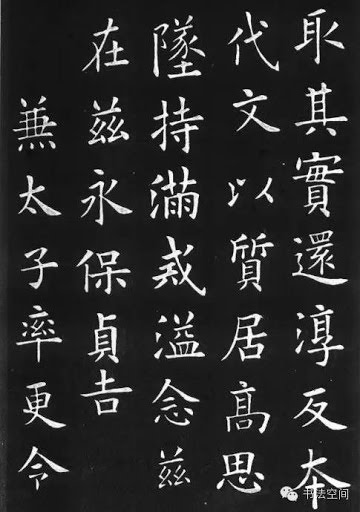 取其實還淳反本
代文以質居高思
墜持滿戒溢念茲
在茲永保貞吉
兼太子率更令
书法空间